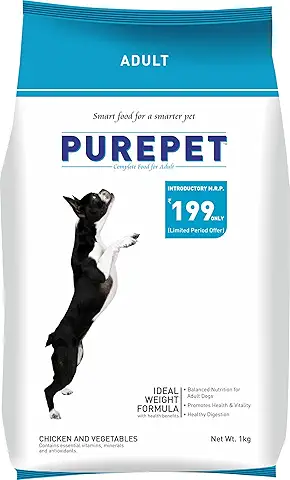 ADULT
Smart food for a smarter pet
PUREPET
Complete Food for Adult
INTRODUCTORY M.R.P.
₹199 ONLY
(Limited Period Offer)
IDEAL
WEIGHT
FORMULA
with health benefits
• Balanced Nutrition for
Adult Dogs
• Promotes Health & Vitality
• Healthy Digestion
CHICKEN AND VEGETABLES
Contains essential vitamins, minerals
and antioxidants.
Net Wt. 1kg